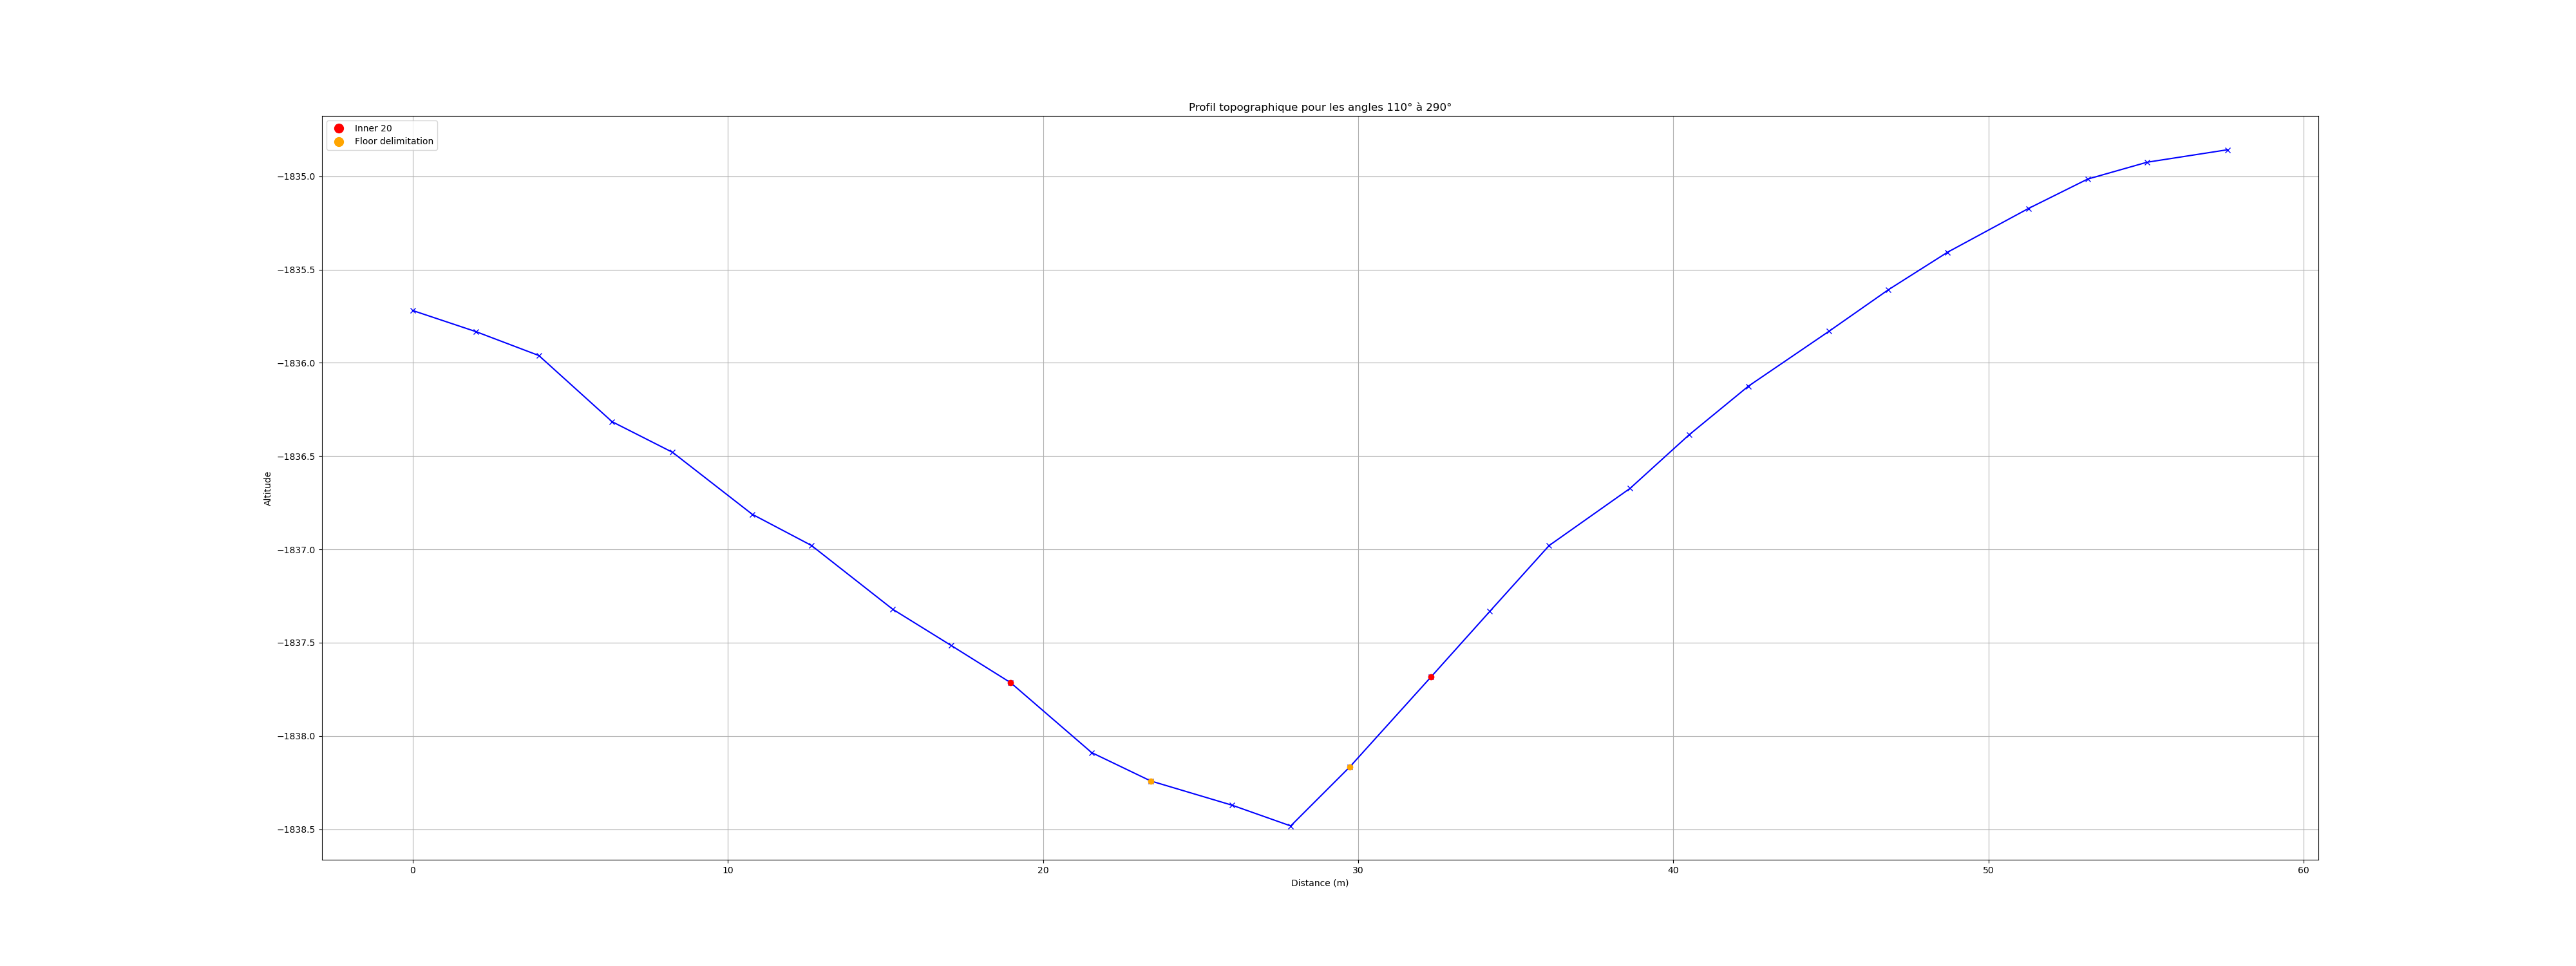 Profil topographique pour les angles 110° à 290°
Inner 20
Floor delimitation
−1835.0
−1835.5
−1836.0
−1836.5
−1837.0
−1837.5
−1838.0
−1838.5
Altitude
0 10 20 30 40 50 60
Distance (m)